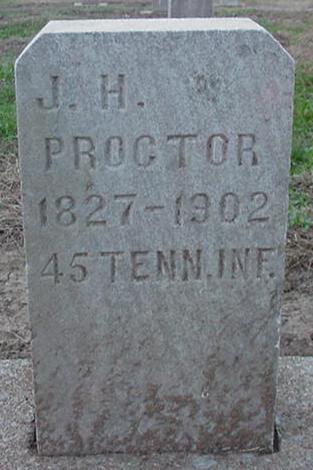 J. H.
PROCTOR
1827-1902
45 TENN. INF.